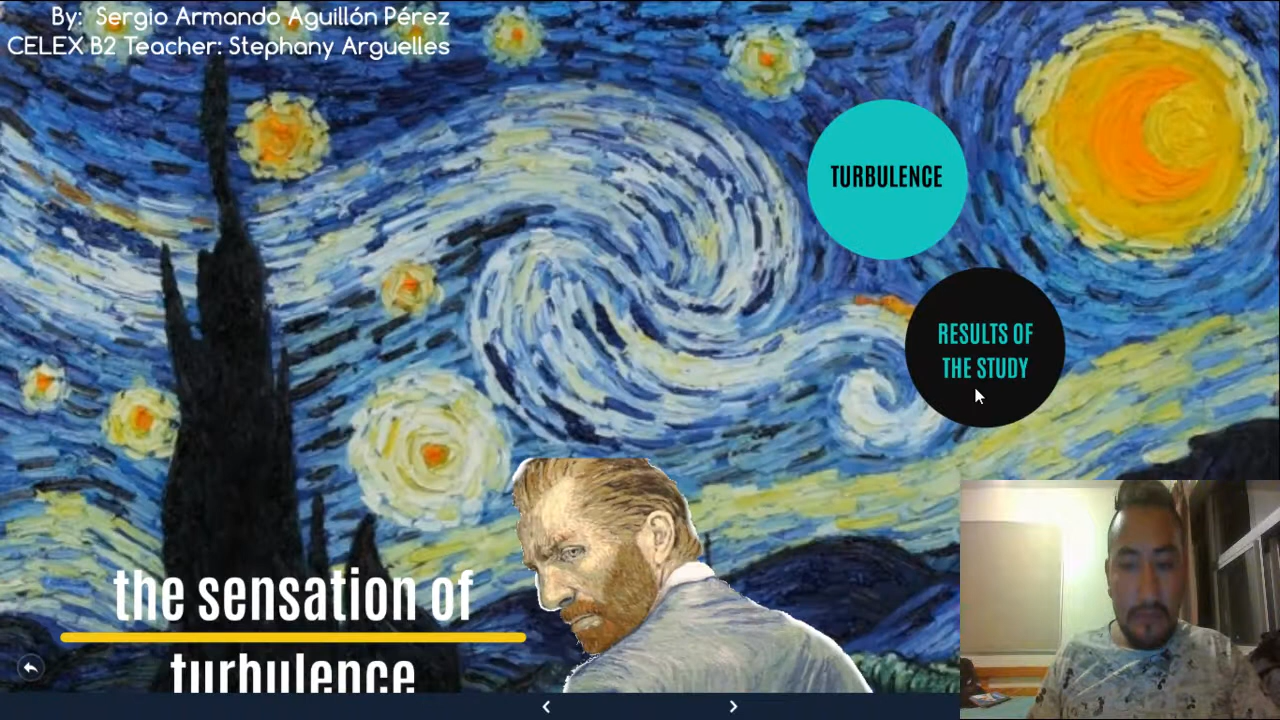 By: Sergio Armando Aguillón Pérez
CELEX B2 Teacher: Stephany Arguelles
TURBULENCE
RESULTS OF
THE STUDY
the sensation of
turbulence